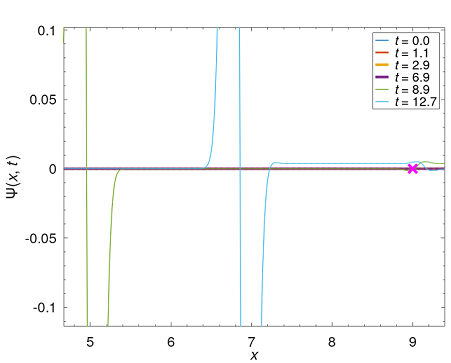 0.1
0.05
0
-0.05
-0.1
Ψ(x, t)
t = 0.0
t = 1.1
t = 2.9
t = 6.9
t = 8.9
t = 12.7
5 6 7 8 9
x